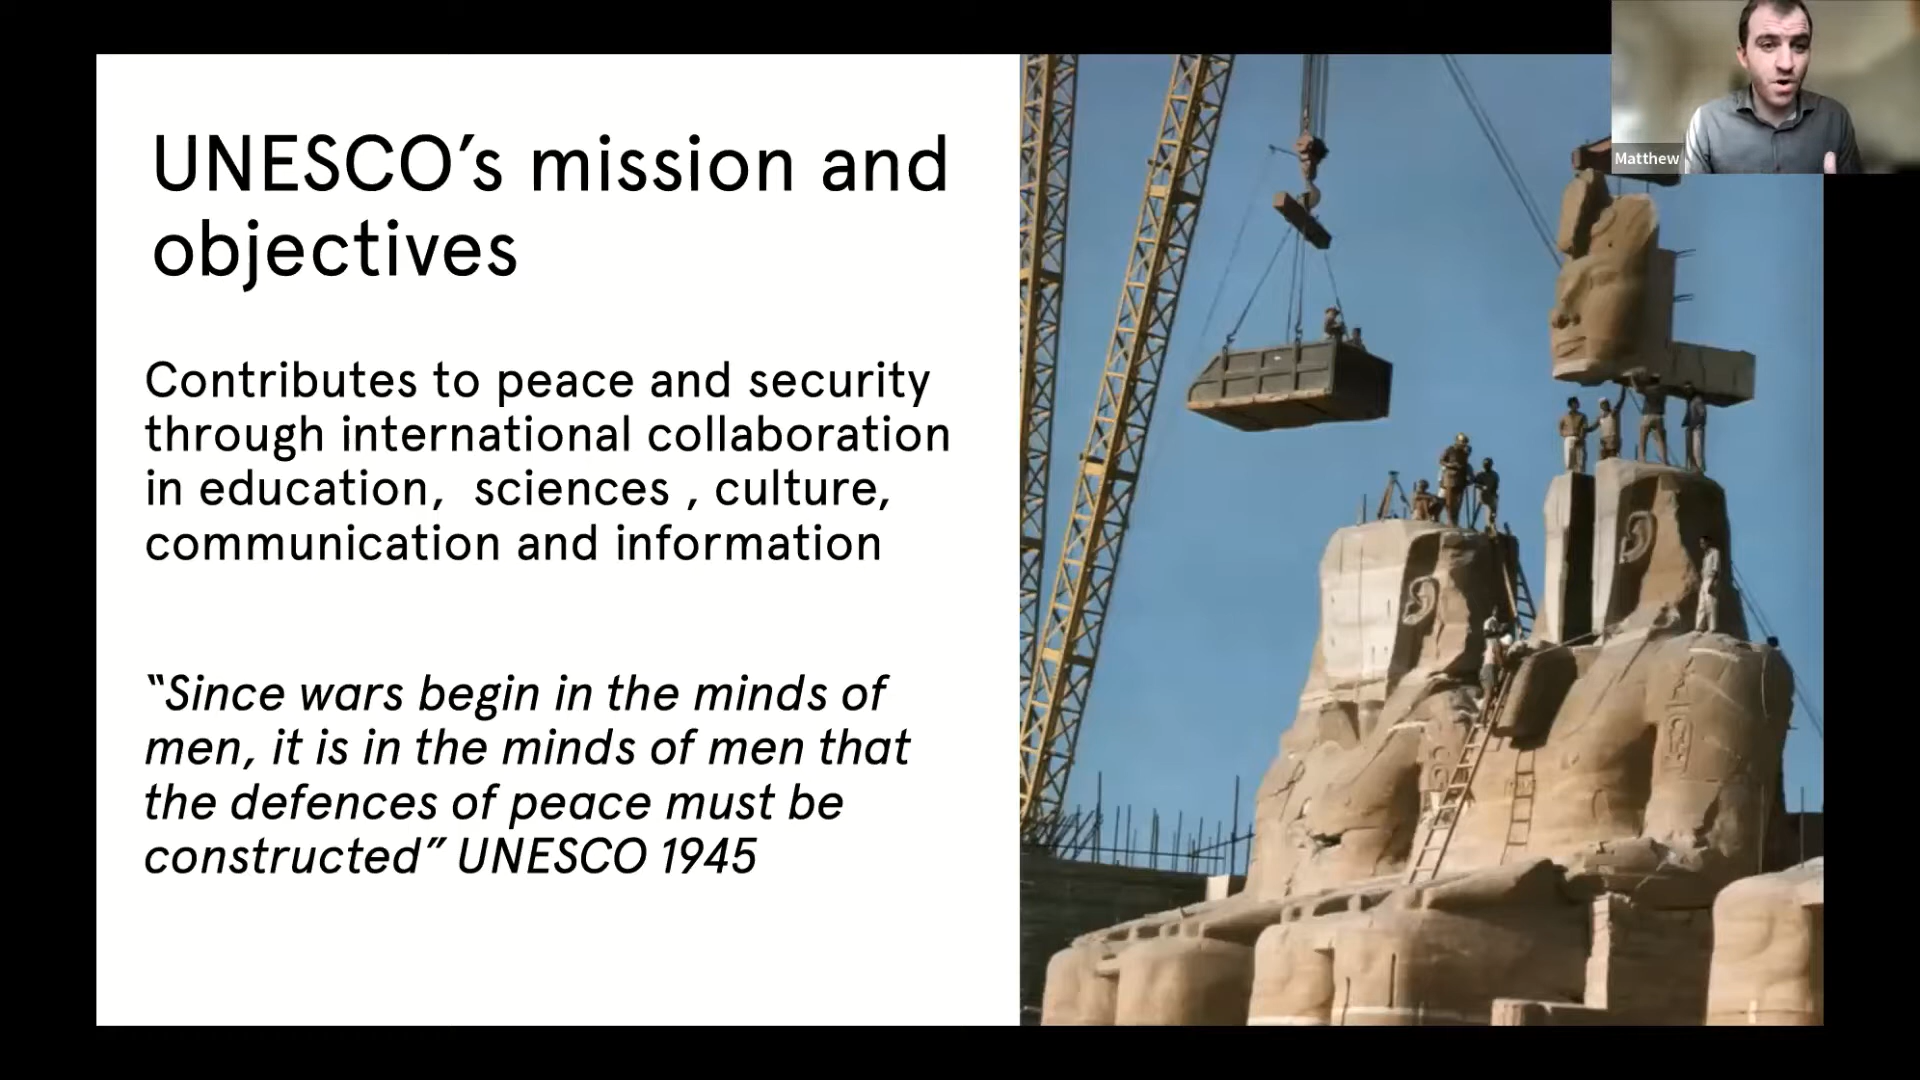 UNESCO’s mission and
objectives
Contributes to peace and security
through international collaboration
in education,  sciences , culture,
communication and information
“Since wars begin in the minds of
men, it is in the minds of men that
the defences of peace must be
constructed” UNESCO 1945
Matthew